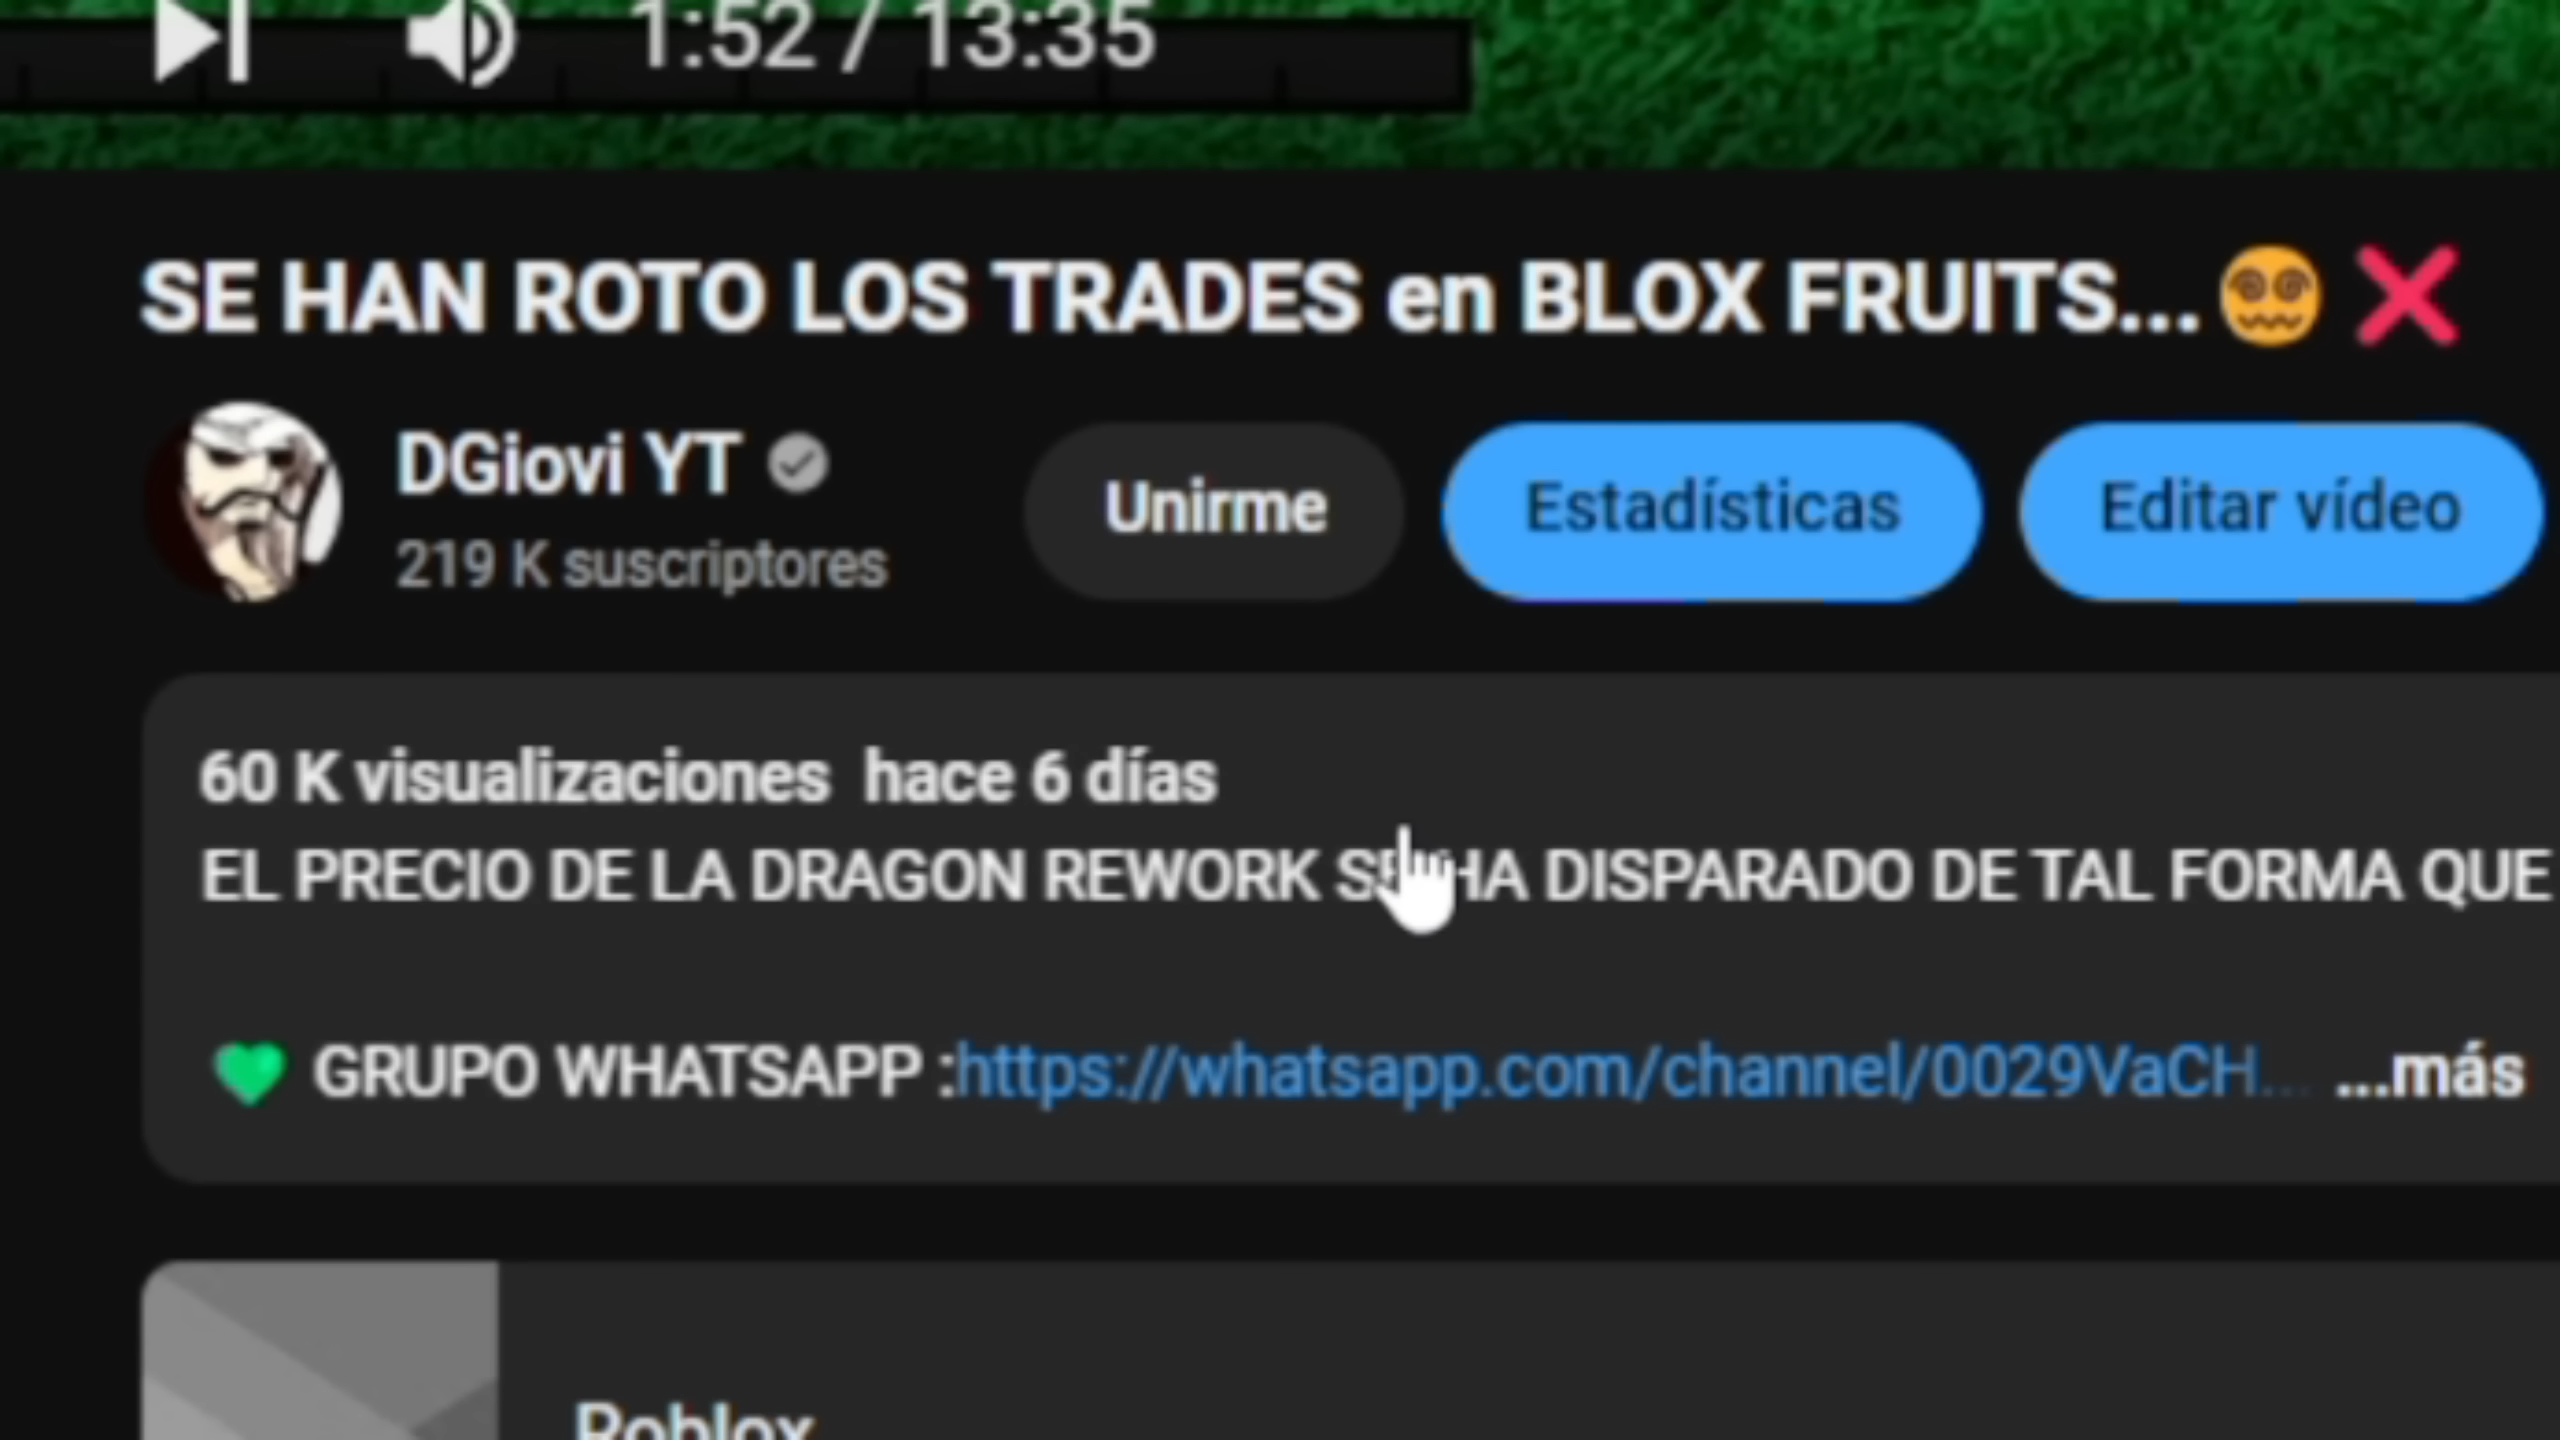 1:52 / 13:35
SE HAN ROTO LOS TRADES en BLOX FRUITS...😵‍💫❌
DGiovi YT
219 K suscriptores
Unirme
Estadísticas
Editar vídeo
60 K visualizaciones hace 6 días
EL PRECIO DE LA DRAGON REWORK SE HA DISPARADO DE TAL FORMA QUE
💚 GRUPO WHATSAPP :https://whatsapp.com/channel/0029VaCH... ...más
Roblox